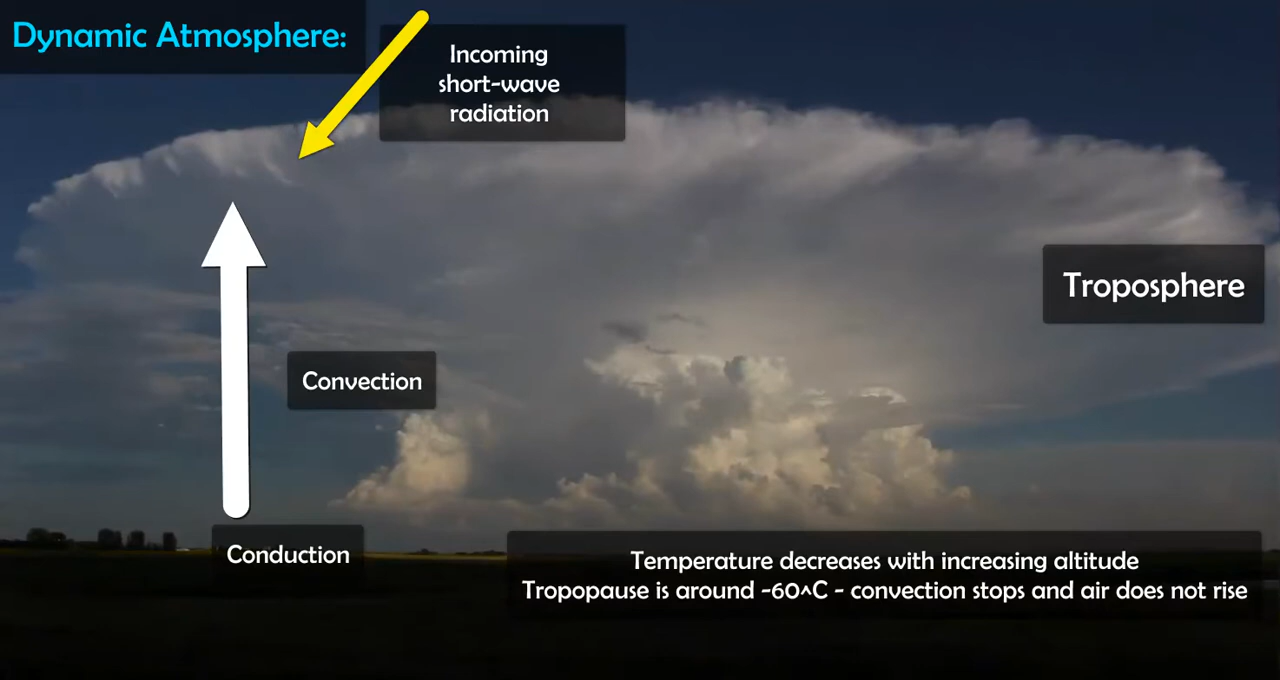 Dynamic Atmosphere:
Incoming
short-wave
radiation
Troposphere
Convection
Conduction
Temperature decreases with increasing altitude
Tropopause is around -60^C - convection stops and air does not rise